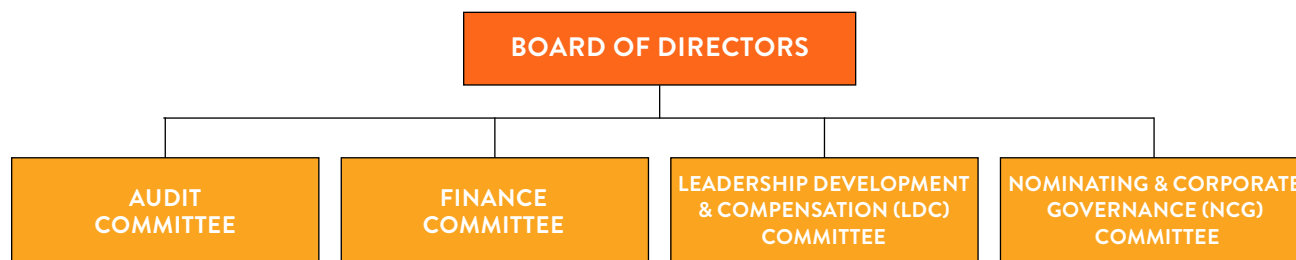 BOARD OF DIRECTORS
AUDIT
COMMITTEE
FINANCE
COMMITTEE
LEADERSHIP DEVELOPMENT
& COMPENSATION (LDC)
COMMITTEE
NOMINATING & CORPORATE
GOVERNANCE (NCG)
COMMITTEE